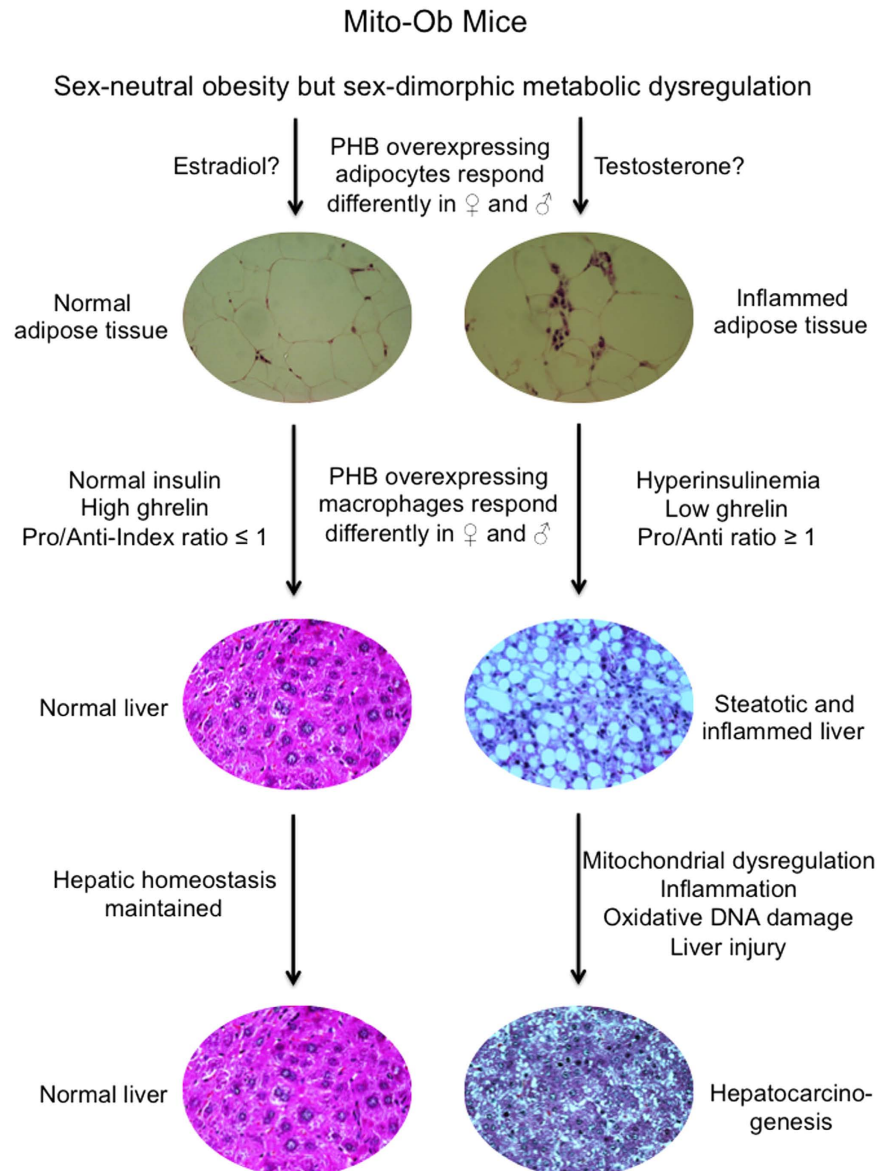 Mito-Ob Mice
Sex-neutral obesity but sex-dimorphic metabolic dysregulation
Estradiol?
PHB overexpressing
adipocytes respond
differently in ♀ and ♂
Testosterone?
Normal
adipose tissue
Inflammed
adipose tissue
Normal insulin
High ghrelin
Pro/Anti-Index ratio ≤ 1
PHB overexpressing
macrophages respond
differently in ♀ and ♂
Hyperinsulinemia
Low ghrelin
Pro/Anti ratio ≥ 1
Normal liver
Steatotic and
inflammed liver
Hepatic homeostasis
maintained
Mitochondrial dysregulation
Inflammation
Oxidative DNA damage
Liver injury
Normal liver
Hepatocarcino-
genesis